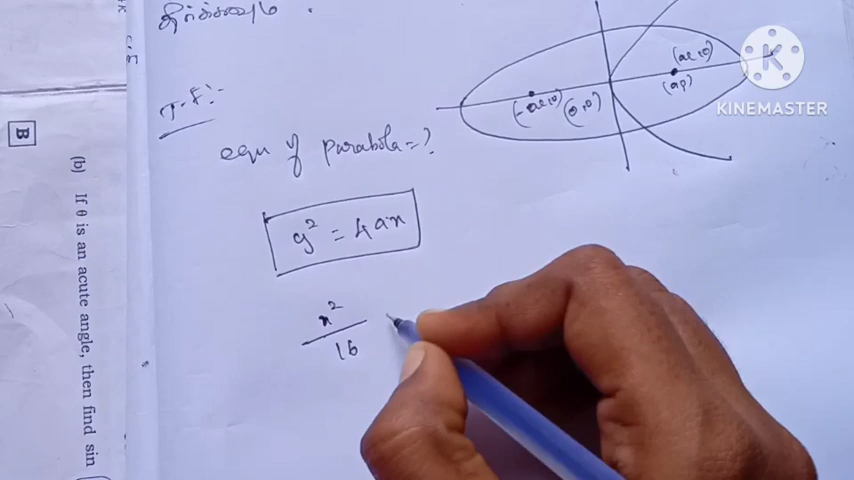 T.F:-
equ of parabola=?
y² = 4ax
x²
16
(-ae,0) (0,0)
(ae,0)
(a,0)
KINEMASTER
B
(b) If θ is an acute angle, then find sin